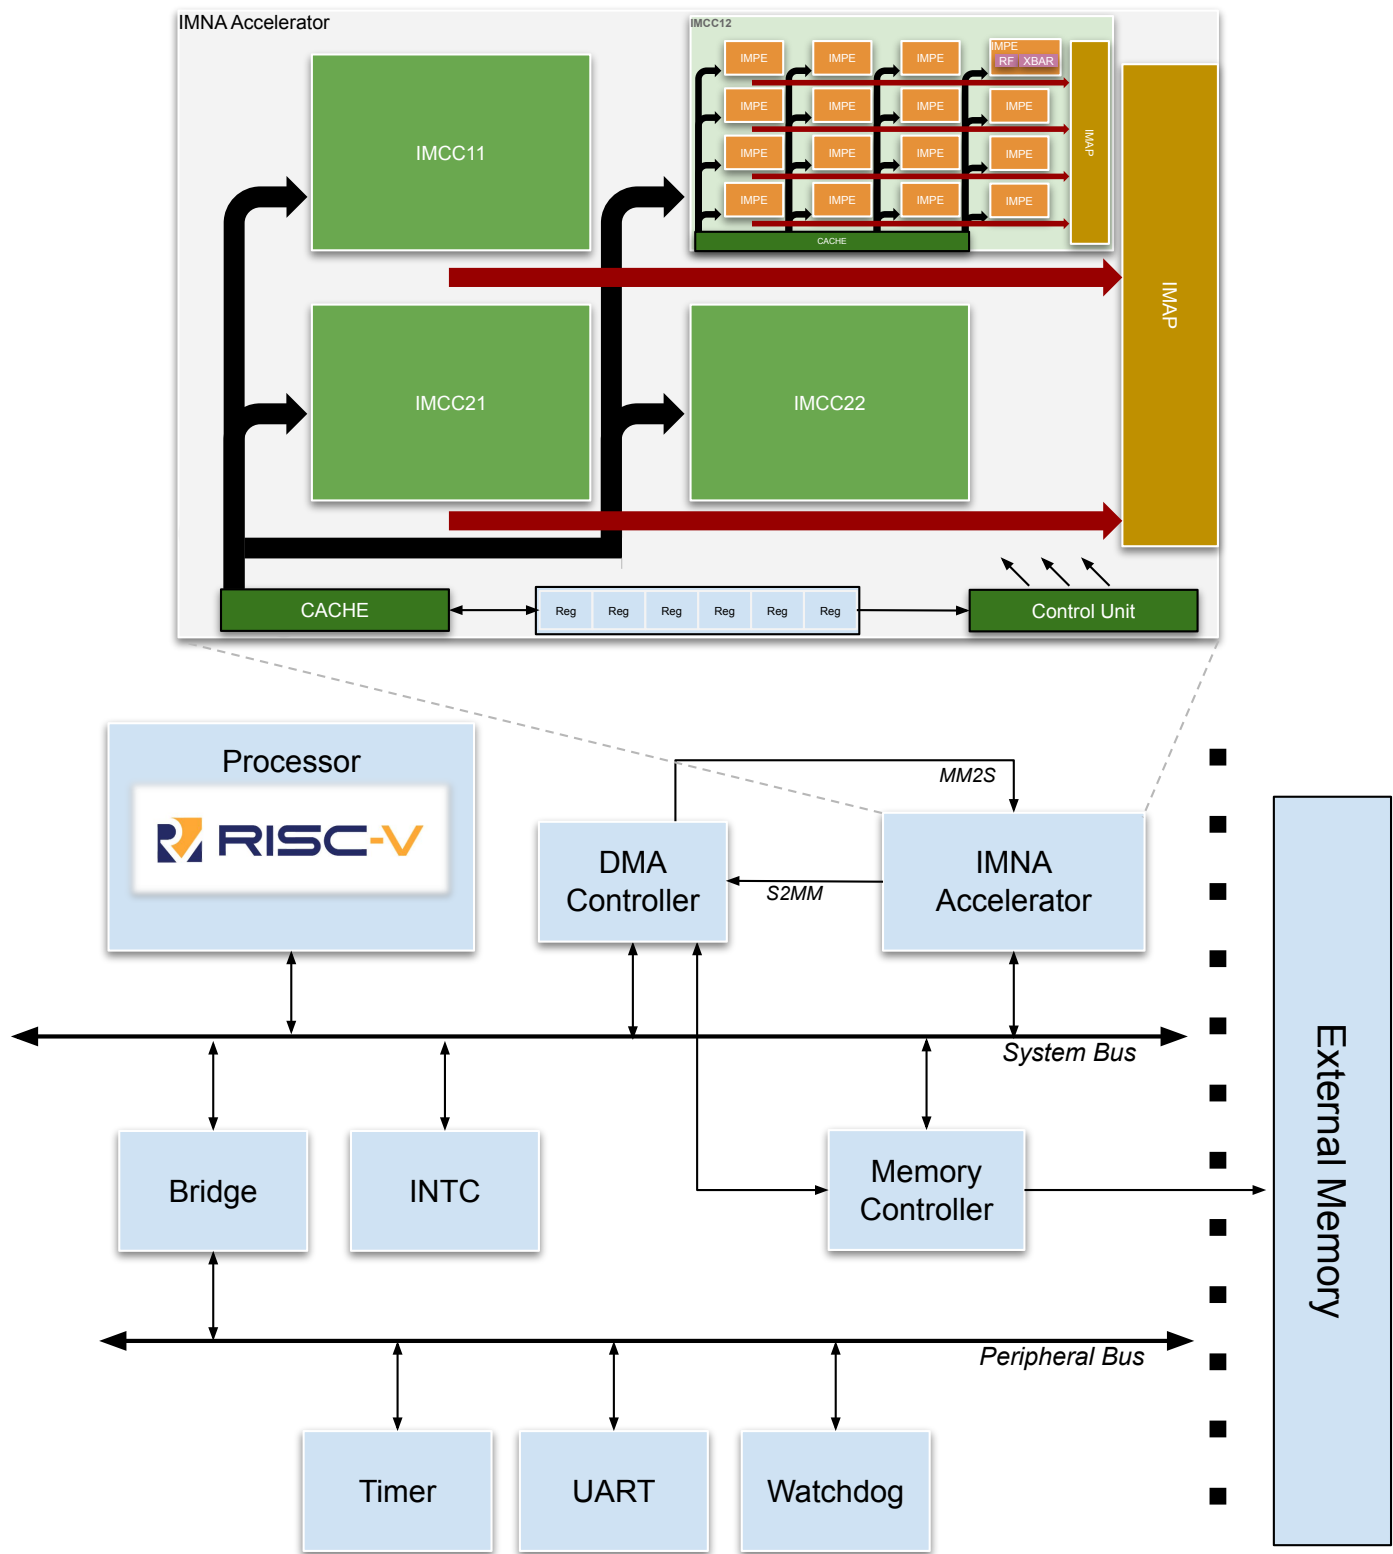 IMNA Accelerator
IMCC12
IMCC11
IMPE IMPE IMPE IMPE
RF XBAR
IMPE IMPE IMPE IMPE
IMPE IMPE IMPE IMPE
IMPE IMPE IMPE IMPE
CACHE
IMAP
IMAP
IMCC21
IMCC22
CACHE
Reg Reg Reg Reg Reg Reg
Control Unit
Processor
RISC-V
MM2S
DMA
Controller
S2MM
IMNA
Accelerator
System Bus
Bridge
INTC
Memory
Controller
External Memory
Peripheral Bus
Timer
UART
Watchdog